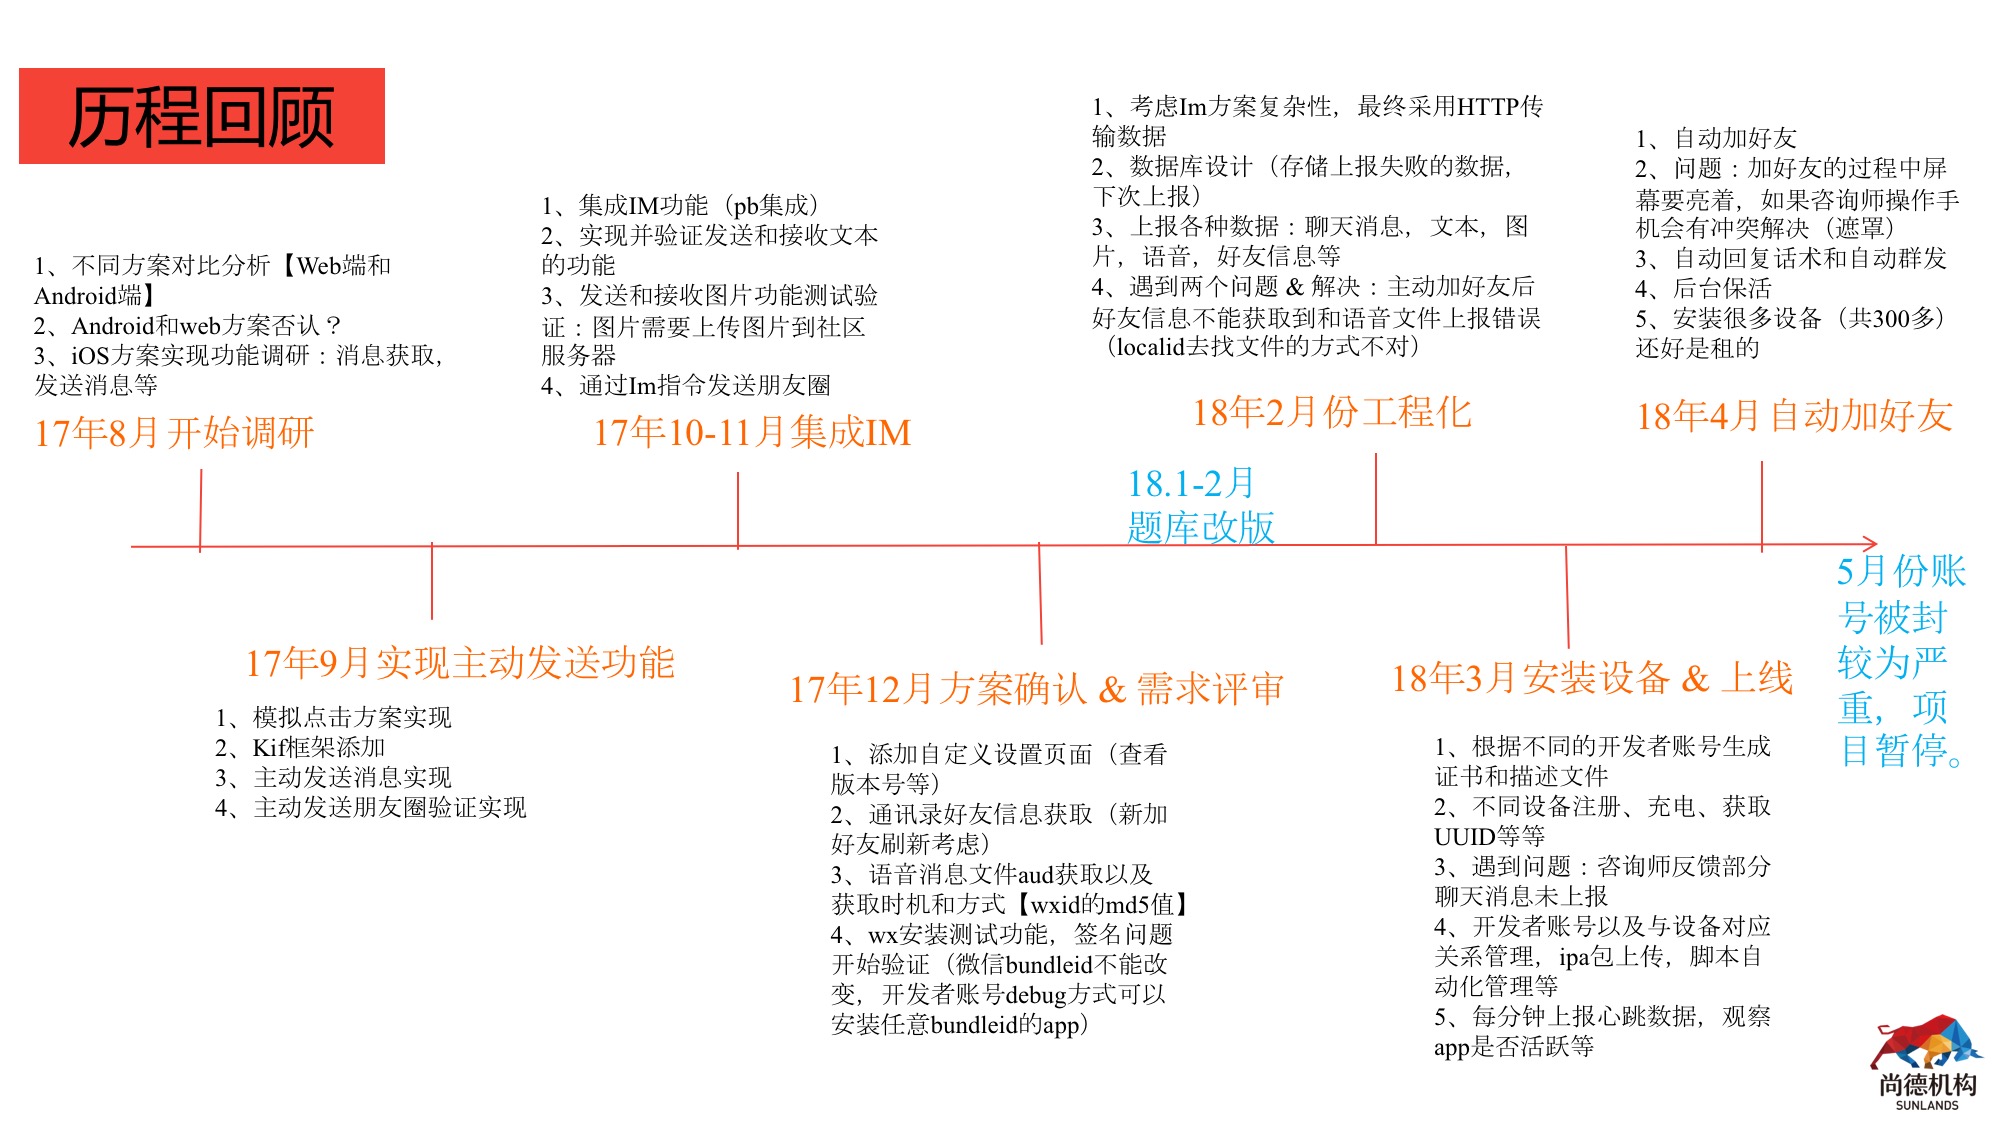 历程回顾
1、不同方案对比分析【Web端和
Android端】
2、Android和web方案否认？
3、iOS方案实现功能调研：消息获取，
发送消息等
17年8月开始调研
1、集成IM功能（pb集成）
2、实现并验证发送和接收文本
的功能
3、发送和接收图片功能测试验
证：图片需要上传图片到社区
服务器
4、通过Im指令发送朋友圈
17年10-11月集成IM
1、考虑Im方案复杂性，最终采用HTTP传
输数据
2、数据库设计（存储上报失败的数据，
下次上报）
3、上报各种数据：聊天消息，文本，图
片，语音，好友信息等
4、遇到两个问题 & 解决：主动加好友后
好友信息不能获取到和语音文件上报错误
（localid去找文件的方式不对）
18年2月份工程化
1、自动加好友
2、问题：加好友的过程中屏
幕要亮着，如果咨询师操作手
机会有冲突解决（遮罩）
3、自动回复话术和自动群发
4、后台保活
5、安装很多设备（共300多）
还好是租的
18年4月自动加好友
18.1-2月
题库改版
17年9月实现主动发送功能
1、模拟点击方案实现
2、Kif框架添加
3、主动发送消息实现
4、主动发送朋友圈验证实现
17年12月方案确认 & 需求评审
1、添加自定义设置页面（查看
版本号等）
2、通讯录好友信息获取（新加
好友刷新考虑）
3、语音消息文件aud获取以及
获取时机和方式【wxid的md5值】
4、wx安装测试功能，签名问题
开始验证（微信bundleid不能改
变，开发者账号debug方式可以
安装任意bundleid的app）
18年3月安装设备 & 上线
1、根据不同的开发者账号生成
证书和描述文件
2、不同设备注册、充电、获取
UUID等等
3、遇到问题：咨询师反馈部分
聊天消息未上报
4、开发者账号以及与设备对应
关系管理，ipa包上传，脚本自
动化管理等
5、每分钟上报心跳数据，观察
app是否活跃等
5月份账
号被封
较为严
重，项
目暂停。
尚德机构
SUNLANDS